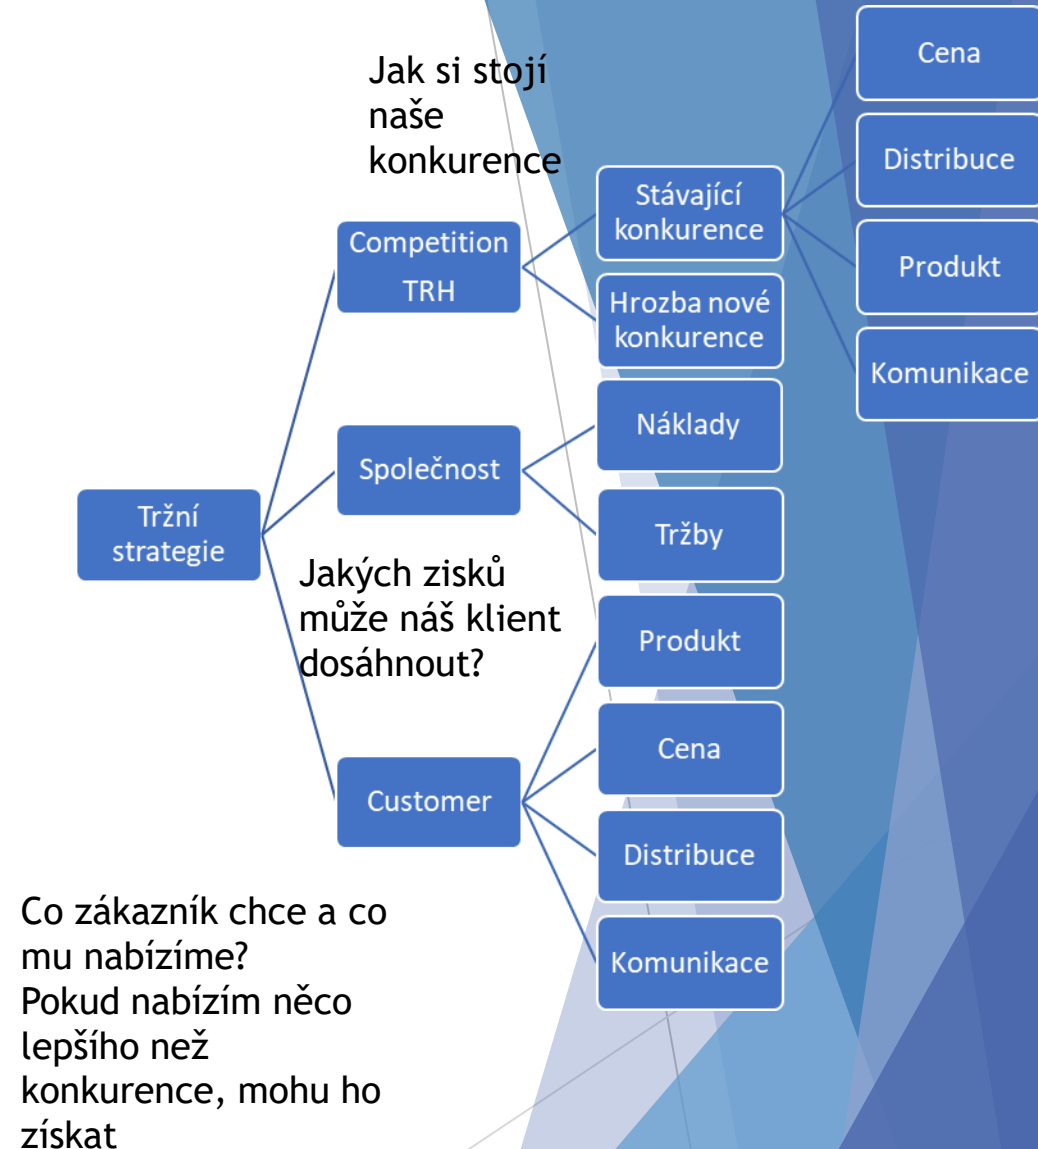 Jak si stojí
naše
konkurence
Competition
TRH
Stávající
konkurence
Hrozba nové
konkurence
Cena
Distribuce
Produkt
Komunikace
Tržní
strategie
Společnost
Náklady
Tržby
Jakých zisků
může náš klient
dosáhnout?
Customer
Produkt
Cena
Distribuce
Komunikace
Co zákazník chce a co
mu nabízíme?
Pokud nabízím něco
lepšího než
konkurence, mohu ho
získat